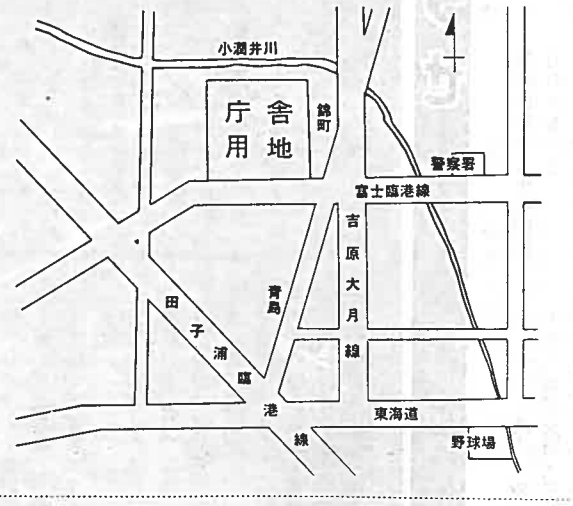 小潤井川
庁舎
用地
錦町
警察署
富士臨港線
吉原大月線
青島
田子浦臨港線
東海道
野球場